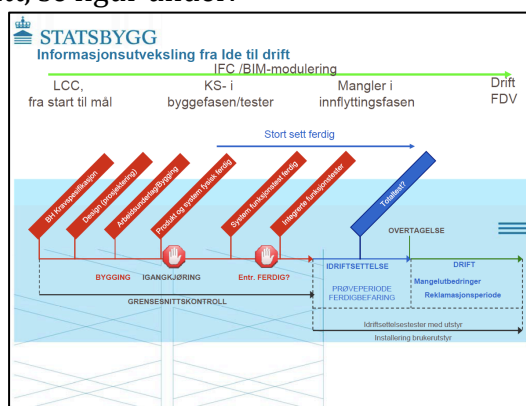 STATSBYGG
Informasjonsutveksling fra Ide til drift
IFC /BIM-modulering
LCC,
fra start til mål
KS- i
byggefasen/tester
Mangler i
innflyttingsfasen
Drift
FDV
Stort sett ferdig
BH Kravspesifikasjon
Design (prosjektering)
Arbeidsunderlag/Bygging
Produkt og system fysisk ferdig
System funksjonstest ferdig
Integrerte funksjonstester
Totaltest?
OVERTAGELSE
BYGGING
IGANGKJØRING
Entr. FERDIG?
IDRIFTSETTELSE
DRIFT
PRØVEPERIODE
FERDIGBEFARING
Mangelutbedringer
Reklamasjonsperiode
GRENSESNITTSKONTROLL
Idriftsettelsestester med utstyr
Installering brukerutstyr